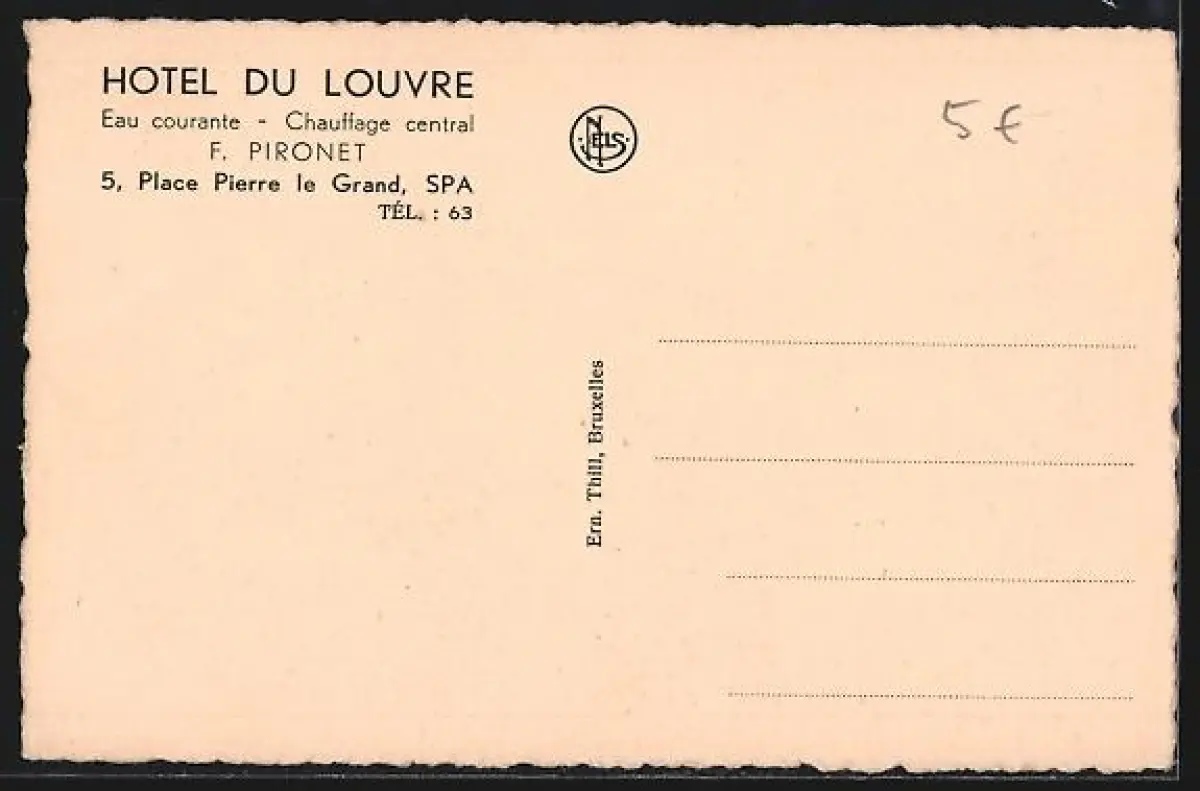 HOTEL DU LOUVRE
Eau courante - Chauffage central
F. PIRONET
5, Place Pierre le Grand, SPA
TÉL. : 63
NELS
5 €
Ern. Thill, Bruxelles